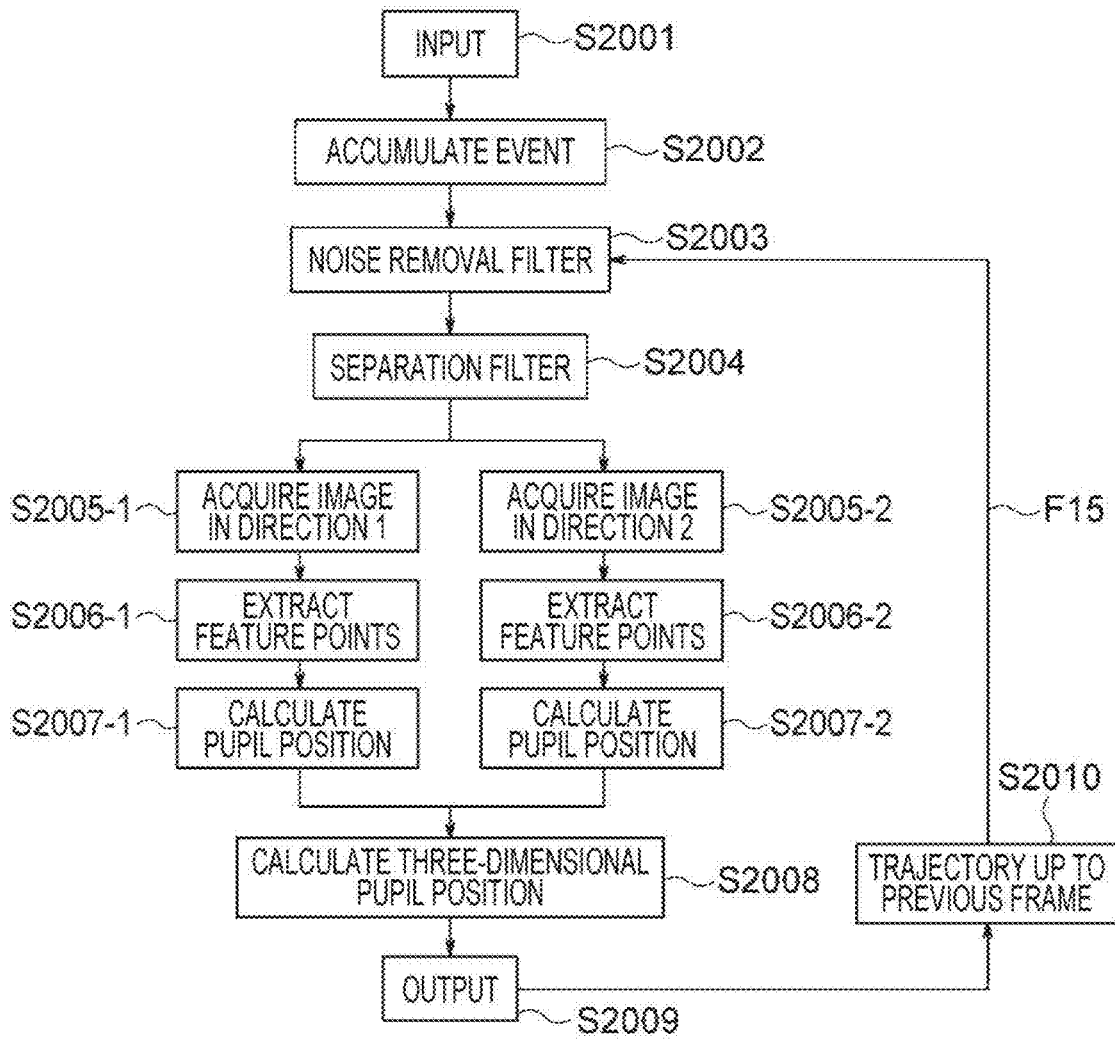 INPUT
S2001
ACCUMULATE EVENT
S2002
NOISE REMOVAL FILTER
S2003
SEPARATION FILTER
S2004
S2005-1
ACQUIRE IMAGE
IN DIRECTION 1
ACQUIRE IMAGE
IN DIRECTION 2
S2005-2
F15
S2006-1
EXTRACT
FEATURE POINTS
EXTRACT
FEATURE POINTS
S2006-2
S2007-1
CALCULATE
PUPIL POSITION
CALCULATE
PUPIL POSITION
S2007-2
S2010
CALCULATE THREE-DIMENSIONAL
PUPIL POSITION
S2008
TRAJECTORY UP TO
PREVIOUS FRAME
OUTPUT
S2009